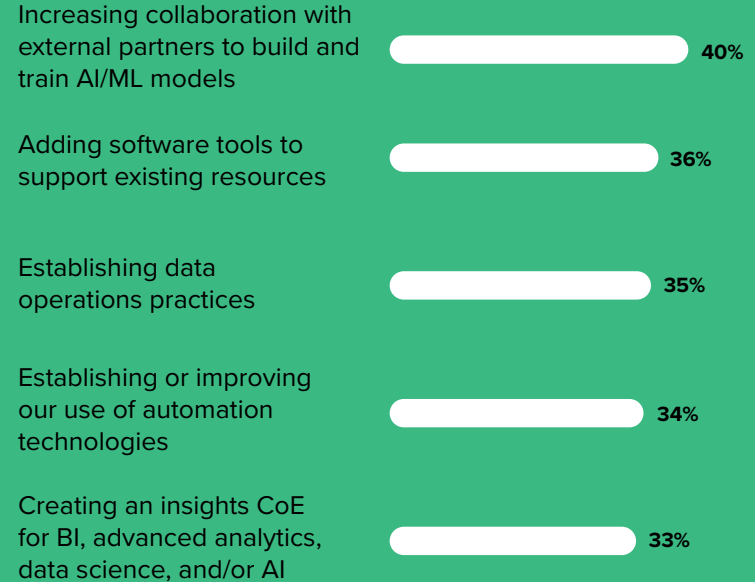 Increasing collaboration with
external partners to build and
train AI/ML models
40%
Adding software tools to
support existing resources
36%
Establishing data
operations practices
35%
Establishing or improving
our use of automation
technologies
34%
Creating an insights CoE
for BI, advanced analytics,
data science, and/or AI
33%